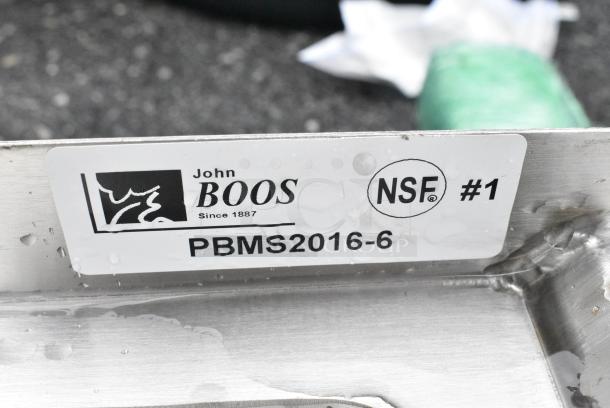 John
BOOS
Since 1887
NSF® #1
PBMS2016-6